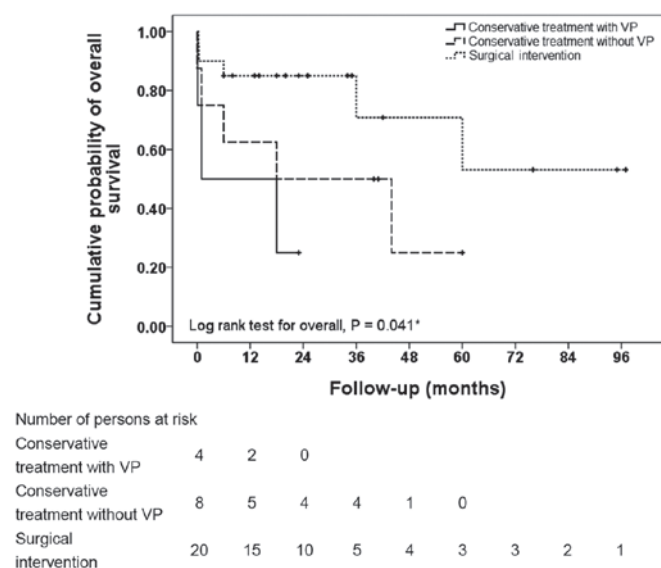 Conservative treatment with VP
Conservative treatment without VP
Surgical intervention
Cumulative probability of overall
survival
1.00
0.80
0.60
0.40
0.20
0.00
Log rank test for overall, P = 0.041*
0 12 24 36 48 60 72 84 96
Follow-up (months)
Number of persons at risk
Conservative
treatment with VP 4 2 0
Conservative
treatment without VP 8 5 4 4 1 0
Surgical
intervention 20 15 10 5 4 3 3 2 1